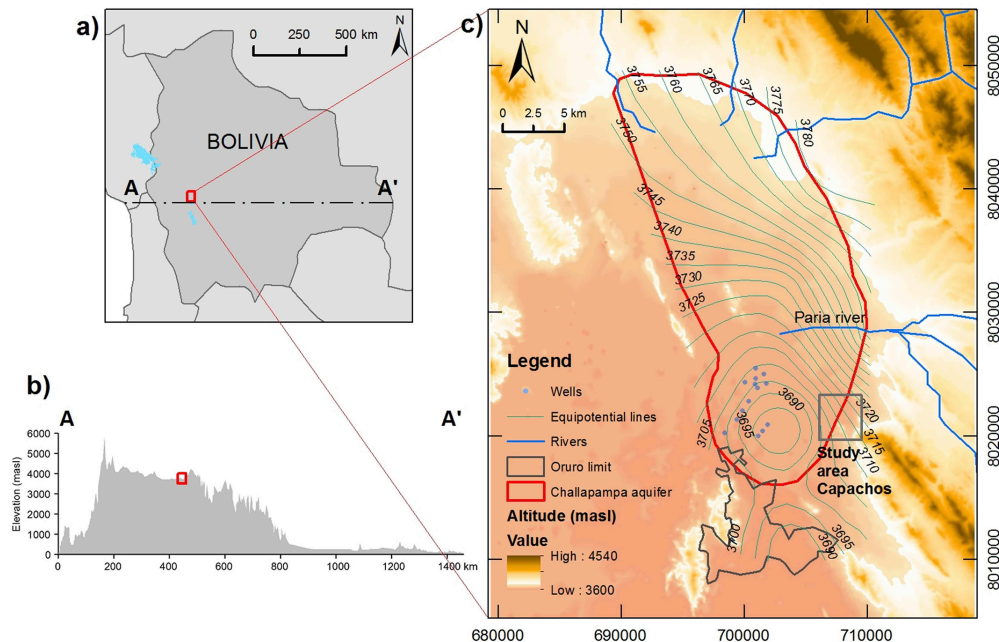 a)
N
0 250 500 km
BOLIVIA
A
A'
b)
A
A'
Elevation (masl)
6000
5000
4000
3000
2000
1000
0
0
200
400
600
800
1000
1200
1400 km
c)
N
0 2.5 5 km
3755
3760
3765
3770
3775
3780
3750
3745
3740
3735
3730
3725
Paria river
3690
3695
3705
3720
3715
3710
Study
area
Capachos
3700
3695
3690
Legend
Wells
Equipotential lines
Rivers
Oruro limit
Challapampa aquifer
Altitude (masl)
Value
High : 4540
Low : 3600
680000
690000
700000
710000
8050000
8040000
8030000
8020000
8010000